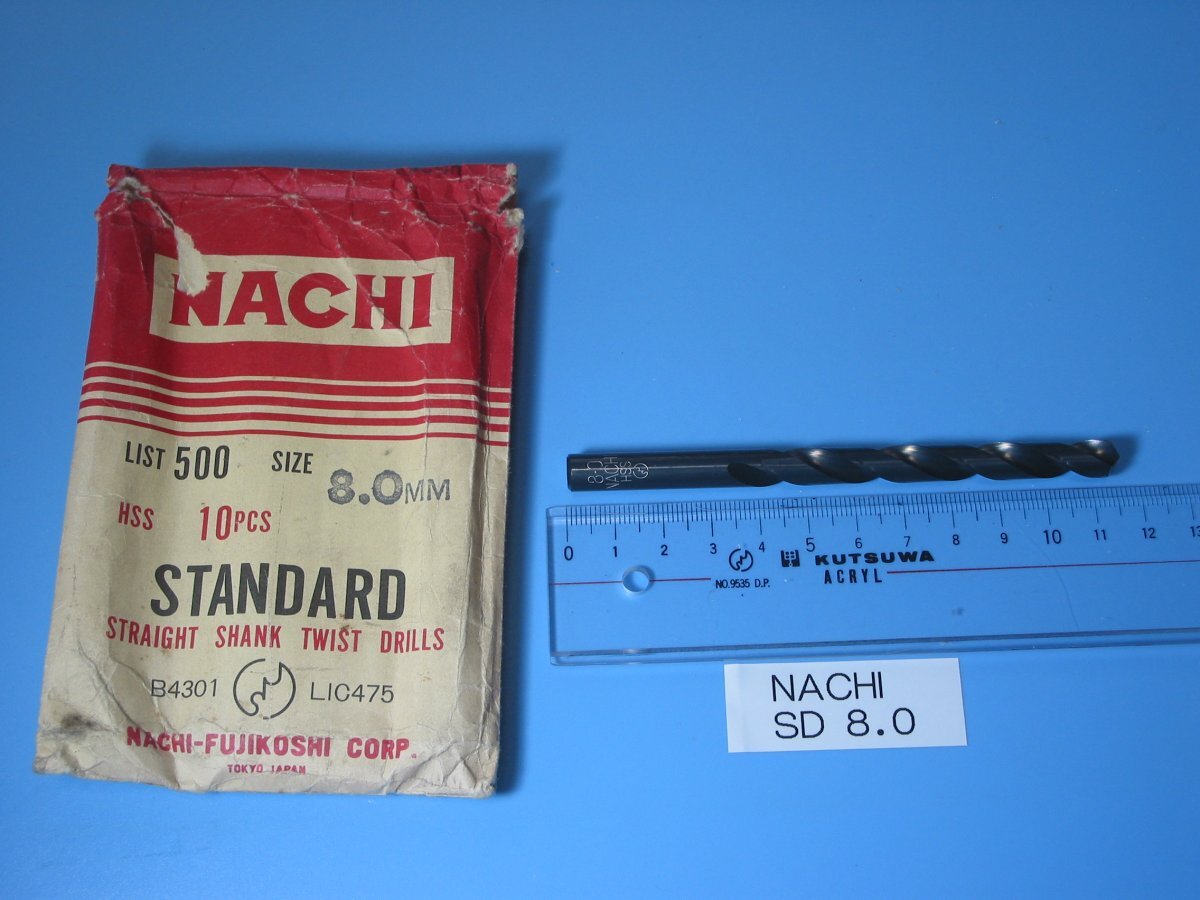 NACHI
LIST 500 SIZE 8.0MM
HSS 10PCS
STANDARD
STRAIGHT SHANK TWIST DRILLS
B4301 LIC475
NACHI-FUJIKOSHI CORP.
TOKYO JAPAN
8.0
NACHI
HSS
0 1 2 3 4 5 6 7 8 9 10 11 12 13
NO.9535 D.P.
KUTSUWA
ACRYL
NACHI
SD 8.0